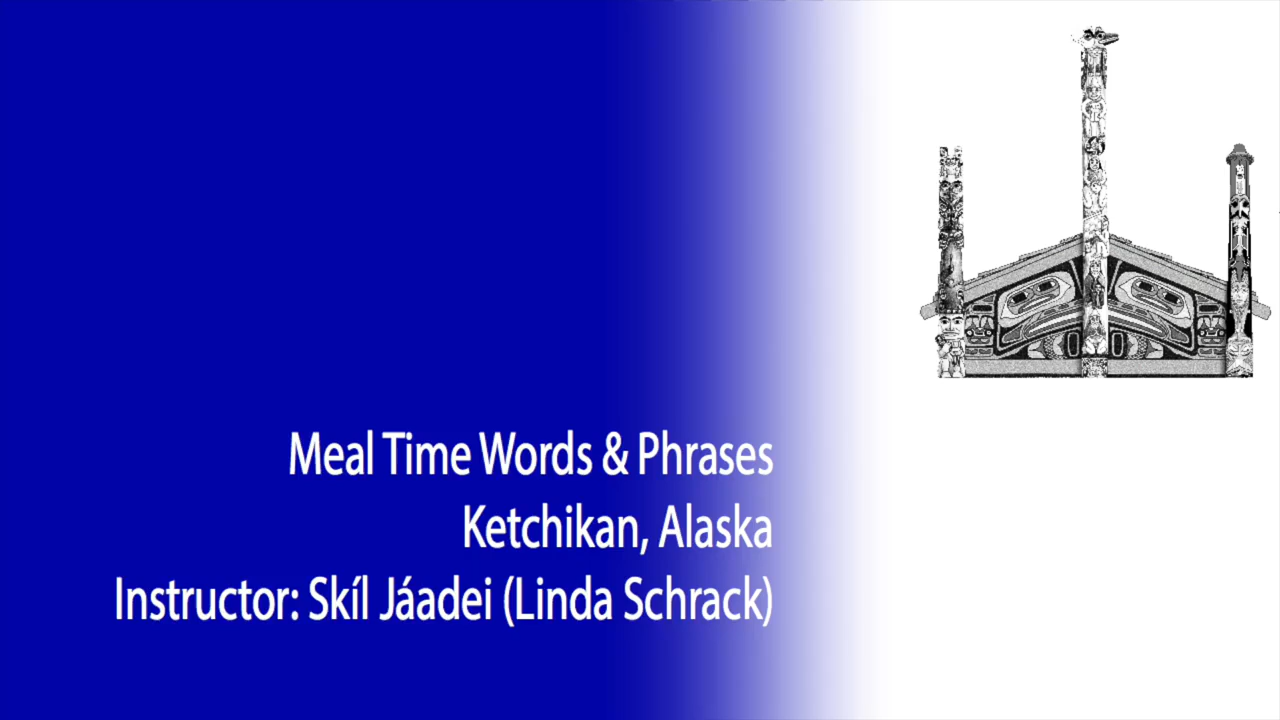 Meal Time Words & Phrases
Ketchikan, Alaska
Instructor: Skíl Jáadei (Linda Schrack)